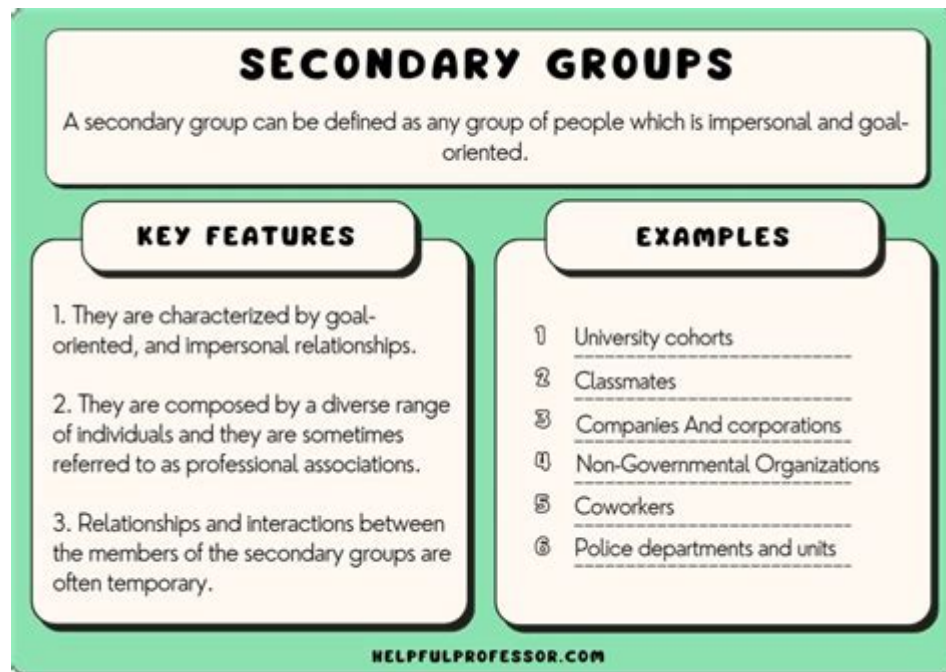 SECONDARY GROUPS
A secondary group can be defined as any group of people which is impersonal and goal-
oriented.
KEY FEATURES
1. They are characterized by goal-
oriented, and impersonal relationships.
2. They are composed by a diverse range
of individuals and they are sometimes
referred to as professional associations.
3. Relationships and interactions between
the members of the secondary groups are
often temporary.
EXAMPLES
1 University cohorts
2 Classmates
3 Companies And corporations
4 Non-Governmental Organizations
5 Coworkers
6 Police departments and units
HELPFULPROFESSOR.COM